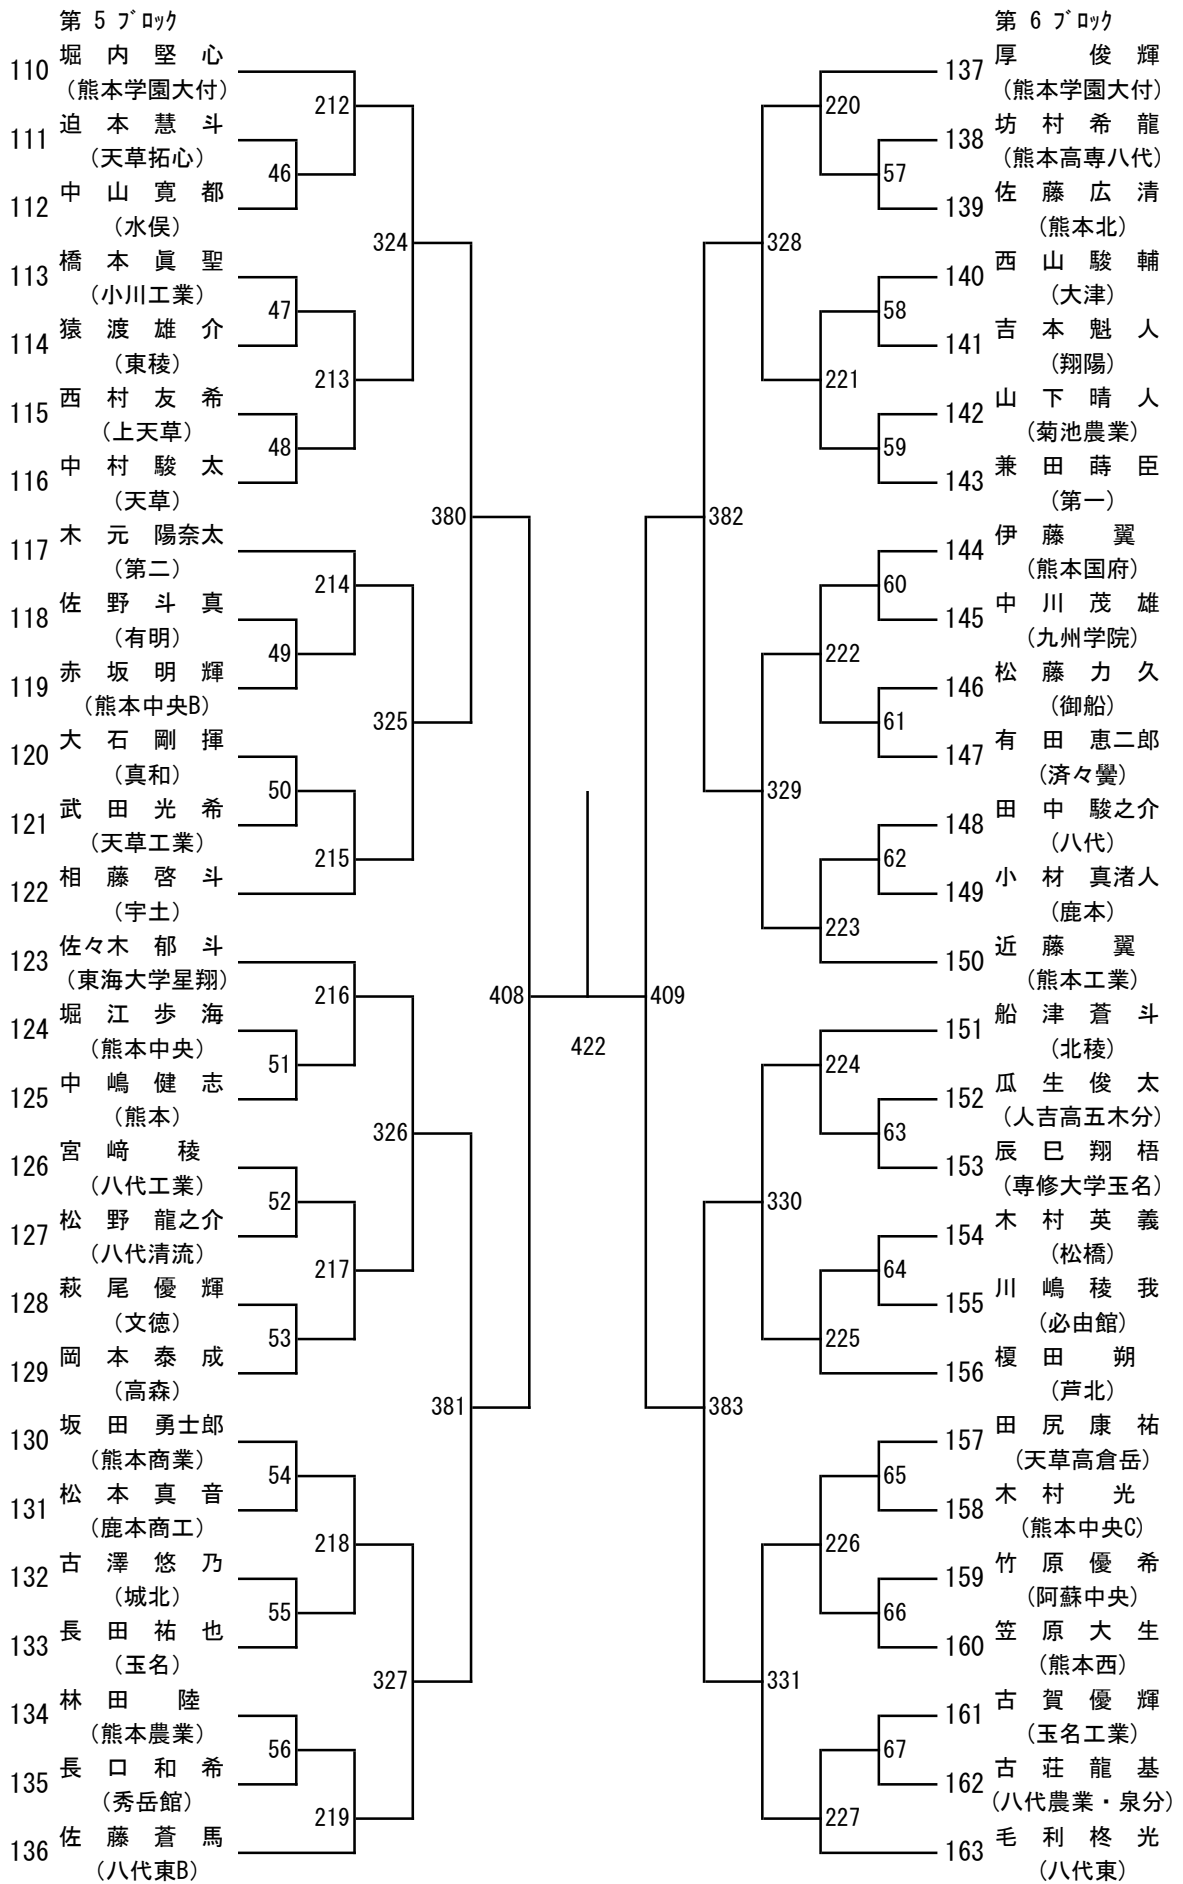 第 5 ブロック
110 堀 内 堅 心
(熊本学園大付)
212
111 迫 本 慧 斗
(天草拓心)
46
112 中 山 寛 都
(水俣)
324
113 橋 本 眞 聖
(小川工業)
47
114 猿 渡 雄 介
(東稜)
213
115 西 村 友 希
(上天草)
48
116 中 村 駿 太
(天草)
380
117 木 元 陽奈太
(第二)
214
118 佐 野 斗 真
(有明)
49
119 赤 坂 明 輝
(熊本中央B)
325
120 大 石 剛 揮
(真和)
50
121 武 田 光 希
(天草工業)
215
122 相 藤 啓 斗
(宇土)
123 佐々木 郁 斗
(東海大学星翔)
216
408
124 堀 江 歩 海
(熊本中央)
51
125 中 嶋 健 志
(熊本)
326
126 宮 﨑 稜
(八代工業)
52
127 松 野 龍之介
(八代清流)
217
128 萩 尾 優 輝
(文徳)
53
129 岡 本 泰 成
(高森)
381
130 坂 田 勇士郎
(熊本商業)
54
131 松 本 真 音
(鹿本商工)
218
132 古 澤 悠 乃
(城北)
55
133 長 田 祐 也
(玉名)
327
134 林 田 陸
(熊本農業)
56
135 長 口 和 希
(秀岳館)
219
136 佐 藤 蒼 馬
(八代東B)
422
第 6 ブロック
137 厚 俊 輝
(熊本学園大付)
220
138 坊 村 希 龍
(熊本高専八代)
57
139 佐 藤 広 清
(熊本北)
328
140 西 山 駿 輔
(大津)
58
141 吉 本 魁 人
(翔陽)
221
142 山 下 晴 人
(菊池農業)
59
143 兼 田 蒔 臣
(第一)
382
144 伊 藤 翼
(熊本国府)
60
145 中 川 茂 雄
(九州学院)
222
146 松 藤 力 久
(御船)
61
147 有 田 恵二郎
(済々黌)
329
148 田 中 駿之介
(八代)
62
149 小 材 真渚人
(鹿本)
223
150 近 藤 翼
(熊本工業)
409
151 船 津 蒼 斗
(北稜)
224
152 瓜 生 俊 太
(人吉高五木分)
63
153 辰 巳 翔 梧
(専修大学玉名)
330
154 木 村 英 義
(松橋)
64
155 川 嶋 稜 我
(必由館)
225
156 榎 田 朔
(芦北)
383
157 田 尻 康 祐
(天草高倉岳)
65
158 木 村 光
(熊本中央C)
226
159 竹 原 優 希
(阿蘇中央)
66
160 笠 原 大 生
(熊本西)
331
161 古 賀 優 輝
(玉名工業)
67
162 古 荘 龍 基
(八代農業・泉分)
227
163 毛 利 柊 光
(八代東)